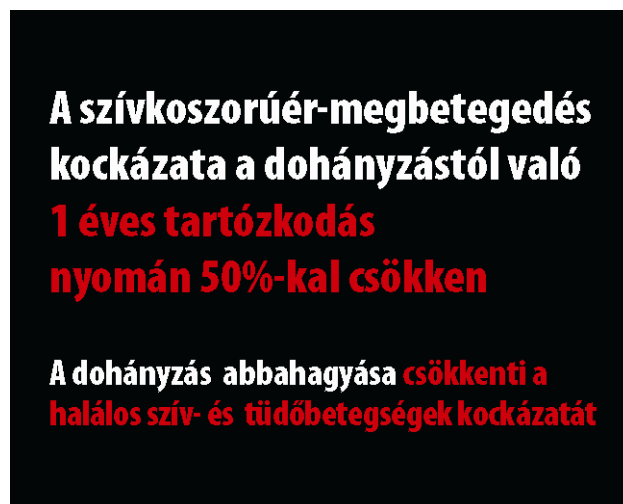 A szívkoszorúér-megbetegedés
kockázata a dohányzástól való
1 éves tartózkodás
nyomán 50%-kal csökken
A dohányzás abbahagyása csökkenti a
halálos szív- és tüdőbetegségek kockázatát